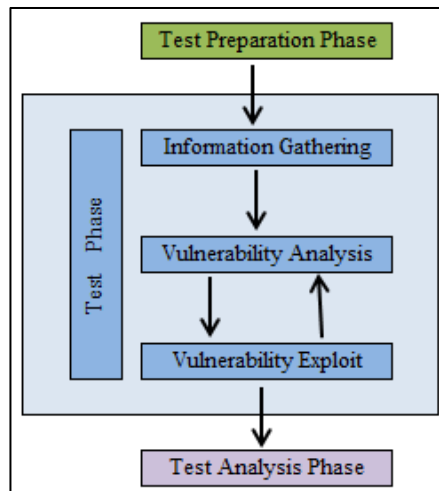 Test Preparation Phase
Information Gathering
Test Phase
Vulnerability Analysis
Vulnerability Exploit
Test Analysis Phase